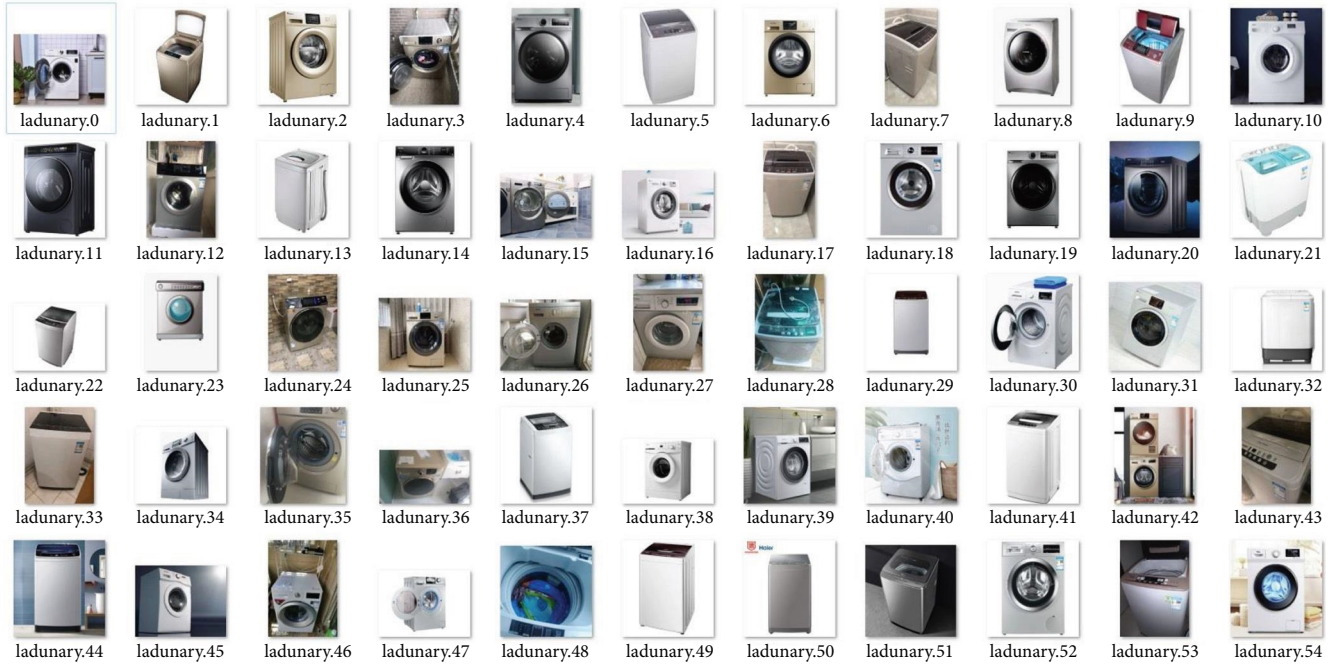 ladunary.0 ladunary.1 ladunary.2 ladunary.3 ladunary.4 ladunary.5 ladunary.6 ladunary.7 ladunary.8 ladunary.9 ladunary.10
ladunary.11 ladunary.12 ladunary.13 ladunary.14 ladunary.15 ladunary.16 ladunary.17 ladunary.18 ladunary.19 ladunary.20 ladunary.21
ladunary.22 ladunary.23 ladunary.24 ladunary.25 ladunary.26 ladunary.27 ladunary.28 ladunary.29 ladunary.30 ladunary.31 ladunary.32
ladunary.33 ladunary.34 ladunary.35 ladunary.36 ladunary.37 ladunary.38 ladunary.39 ladunary.40 ladunary.41 ladunary.42 ladunary.43
Haier
ladunary.44 ladunary.45 ladunary.46 ladunary.47 ladunary.48 ladunary.49 ladunary.50 ladunary.51 ladunary.52 ladunary.53 ladunary.54